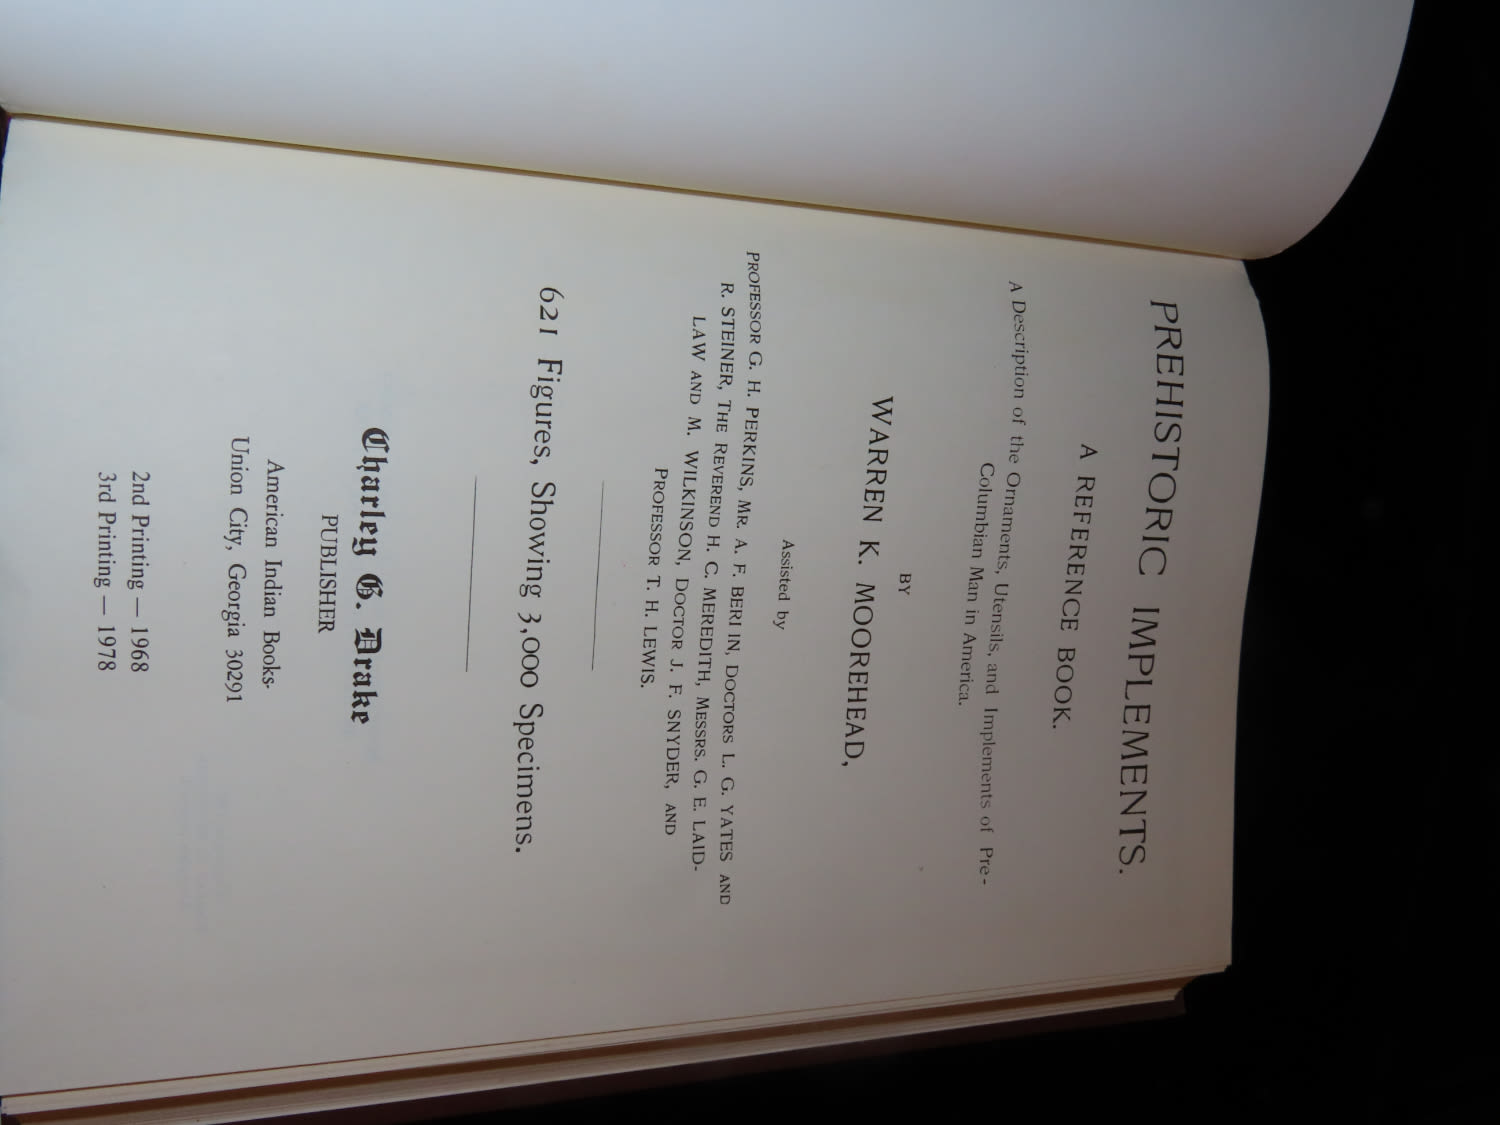 PREHISTORIC IMPLEMENTS.
A REFERENCE BOOK.
A Description of the Ornaments, Utensils, and Implements of Pre-
Columbian Man in America.
BY
WARREN K. MOOREHEAD,
Assisted by
PROFESSOR G. H. PERKINS, MR. A. F. BERI IN, DOCTORS L. G. YATES AND
R. STEINER, THE REVEREND H. C. MEREDITH, MESSRS. G. E. LAID-
LAW AND M. WILKINSON, DOCTOR J. F. SNYDER, AND
PROFESSOR T. H. LEWIS.
621 Figures, Showing 3,000 Specimens.
Charley G. Drake
PUBLISHER
American Indian Books-
Union City, Georgia 30291
2nd Printing — 1968
3rd Printing — 1978